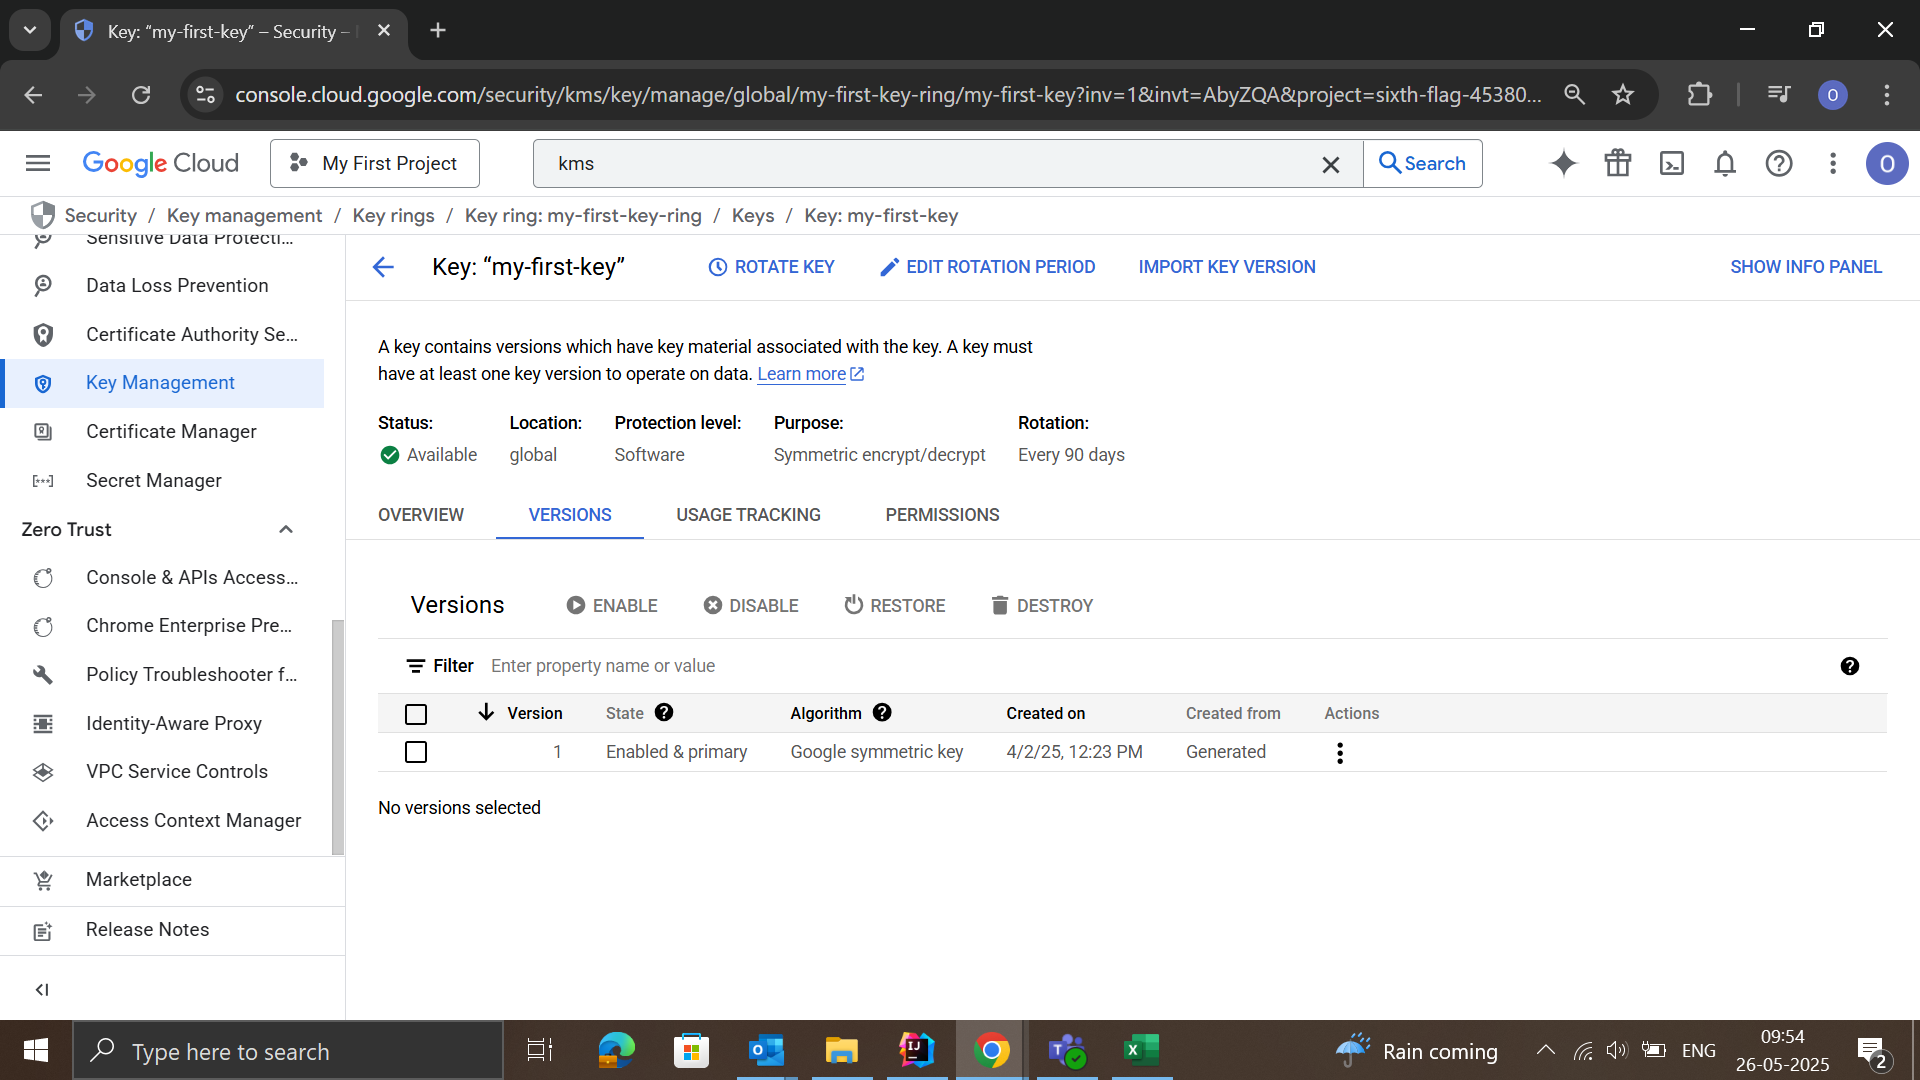 Key: “my-first-key” – Security –
console.cloud.google.com/security/kms/key/manage/global/my-first-key-ring/my-first-key?inv=1&invt=AbyZQA&project=sixth-flag-45380...
O
Google Cloud
My First Project
kms
Search
O
Security / Key management / Key rings / Key ring: my-first-key-ring / Keys / Key: my-first-key
Sensitive Data Protecti...
Data Loss Prevention
Certificate Authority Se...
Key Management
Certificate Manager
Secret Manager
Zero Trust
Console & APIs Access...
Chrome Enterprise Pre...
Policy Troubleshooter f...
Identity-Aware Proxy
VPC Service Controls
Access Context Manager
Marketplace
Release Notes
Key: “my-first-key”
ROTATE KEY
EDIT ROTATION PERIOD
IMPORT KEY VERSION
SHOW INFO PANEL
A key contains versions which have key material associated with the key. A key must
have at least one key version to operate on data. Learn more
Status: Location: Protection level: Purpose: Rotation:
Available global Software Symmetric encrypt/decrypt Every 90 days
OVERVIEW VERSIONS USAGE TRACKING PERMISSIONS
Versions ENABLE DISABLE RESTORE DESTROY
Filter Enter property name or value
Version State Algorithm Created on Created from Actions
1 Enabled & primary Google symmetric key 4/2/25, 12:23 PM Generated
No versions selected
Type here to search
Rain coming
ENG
09:54
26-05-2025
2